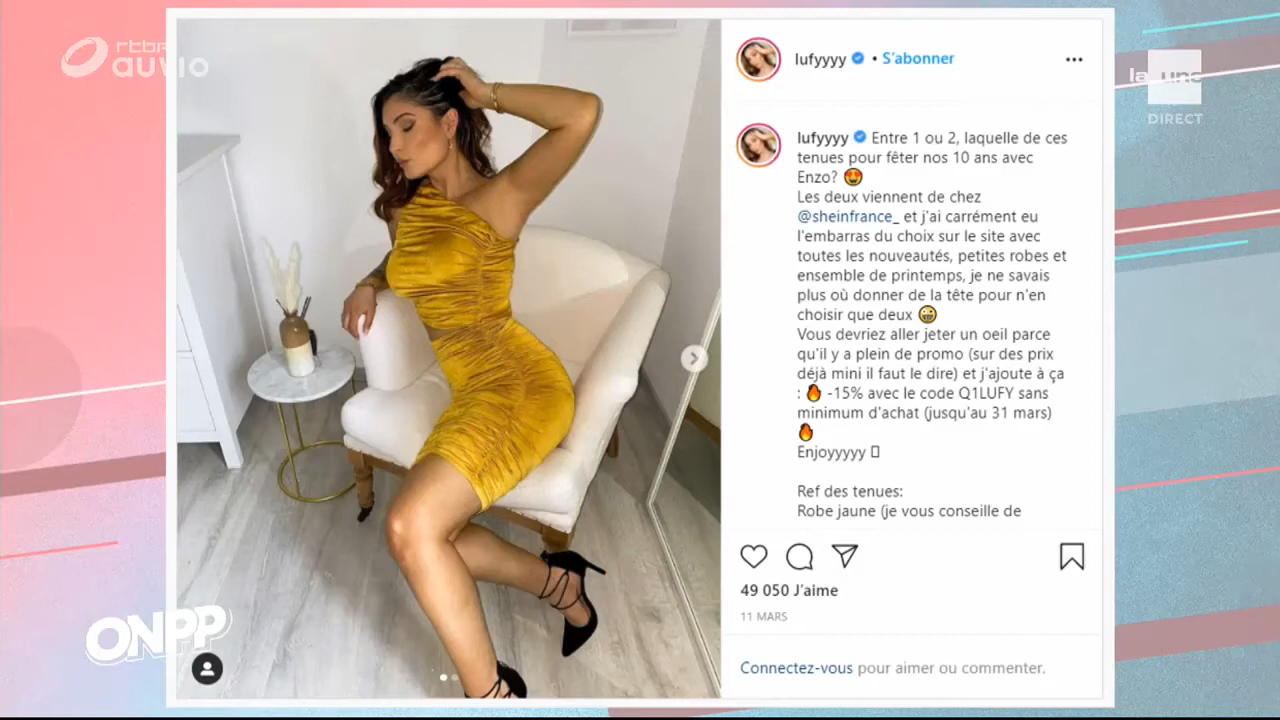 rtbf
auvio
la une
DIRECT
lufyyyy • S'abonner
lufyyyy Entre 1 ou 2, laquelle de ces
tenues pour fêter nos 10 ans avec
Enzo? 😍
Les deux viennent de chez
@sheinfrance_ et j'ai carrément eu
l'embarras du choix sur le site avec
toutes les nouveautés, petites robes et
ensemble de printemps, je ne savais
plus où donner de la tête pour n'en
choisir que deux 😀
Vous devriez aller jeter un oeil parce
qu'il y a plein de promo (sur des prix
déjà mini il faut le dire) et j'ajoute à ça
: 🔥 -15% avec le code Q1LUFY sans
minimum d'achat (jusqu'au 31 mars)
🔥
Enjoyyyyy
Ref des tenues:
Robe jaune (je vous conseille de
49 050 J'aime
11 MARS
Connectez-vous pour aimer ou commenter.
ONPP